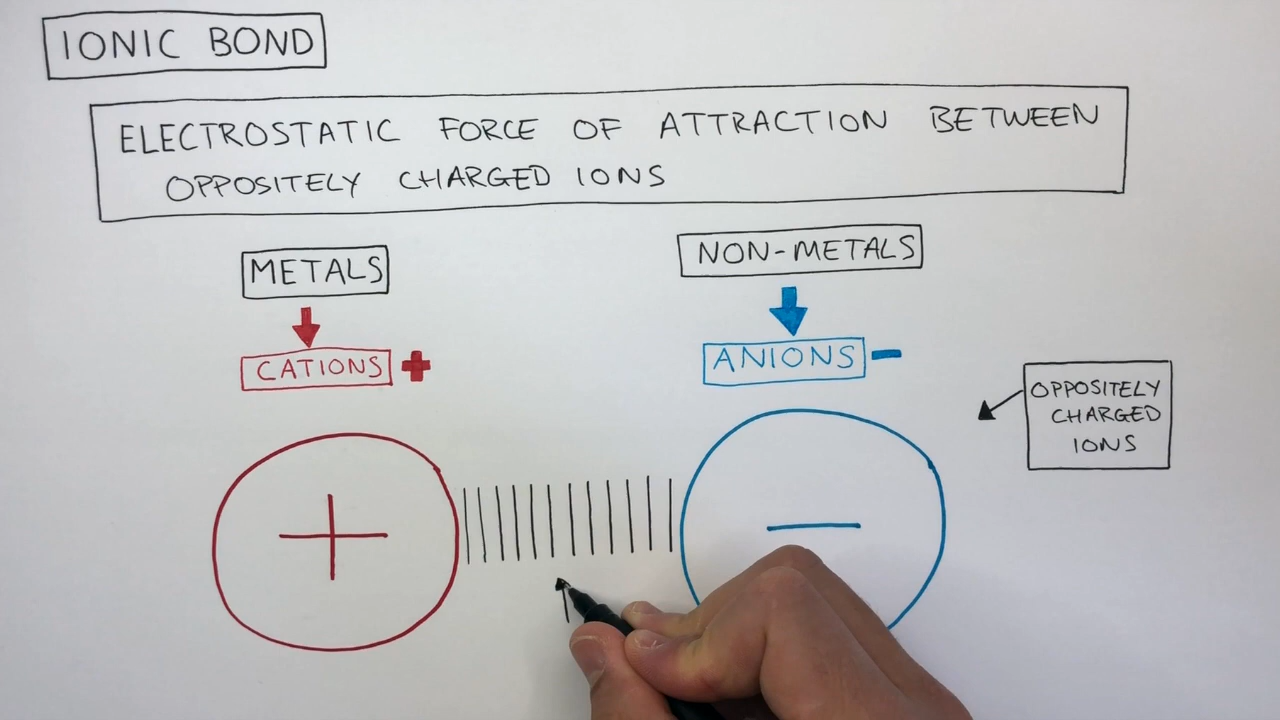 IONIC BOND
ELECTROSTATIC FORCE OF ATTRACTION BETWEEN
OPPOSITELY CHARGED IONS
METALS
NON-METALS
CATIONS +
ANIONS −
OPPOSITELY
CHARGED
IONS
+
−